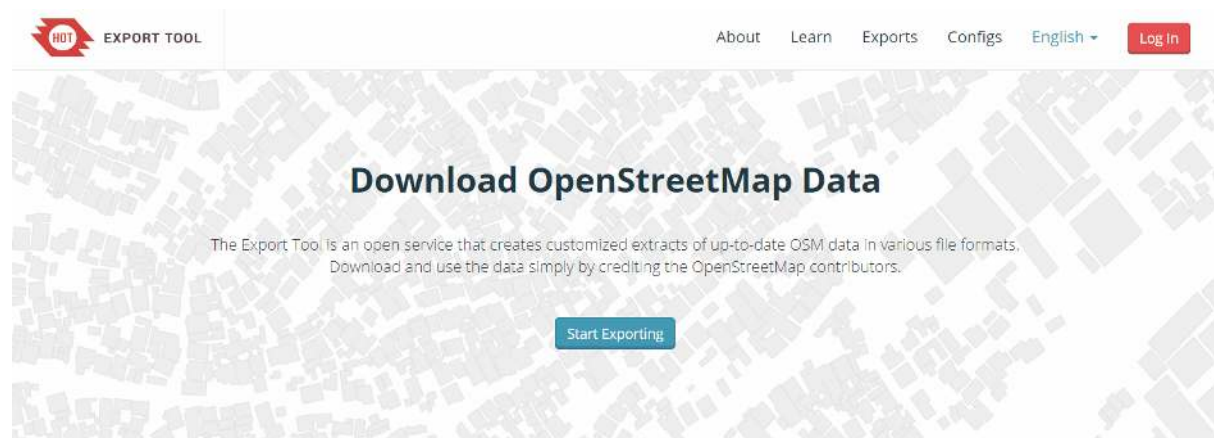 HOT EXPORT TOOL
About Learn Exports Configs English Log In
Download OpenStreetMap Data
The Export Tool is an open service that creates customized extracts of up-to-date OSM data in various file formats.
Download and use the data simply by crediting the OpenStreetMap contributors.
Start Exporting